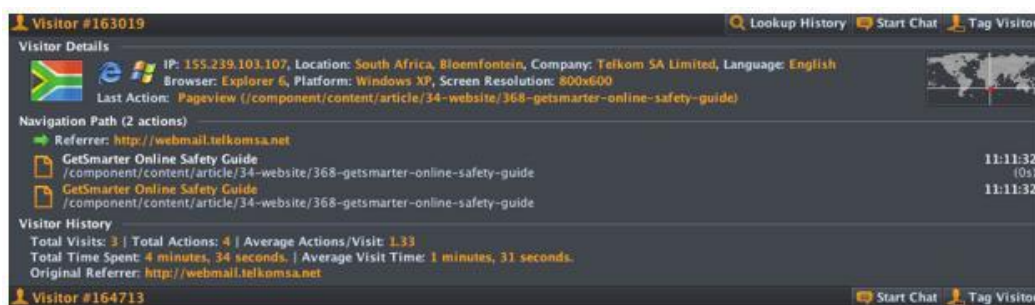 Visitor #163019 Lookup History Start Chat Tag Visitor
Visitor Details
IP: 155.239.103.107, Location: South Africa, Bloemfontein, Company: Telkom SA Limited, Language: English
Browser: Explorer 6, Platform: Windows XP, Screen Resolution: 800x600
Last Action: Pageview (/component/content/article/34-website/368-getsmarter-online-safety-guide)
Navigation Path (2 actions)
Referrer: http://webmail.telkomsa.net
GetSmarter Online Safety Guide 11:11:32
/component/content/article/34-website/368-getsmarter-online-safety-guide (0s)
GetSmarter Online Safety Guide 11:11:32
/component/content/article/34-website/368-getsmarter-online-safety-guide
Visitor History
Total Visits: 3 | Total Actions: 4 | Average Actions/Visit: 1.33
Total Time Spent: 4 minutes, 34 seconds. | Average Visit Time: 1 minutes, 31 seconds.
Original Referrer: http://webmail.telkomsa.net
Visitor #164713 Start Chat Tag Visitor